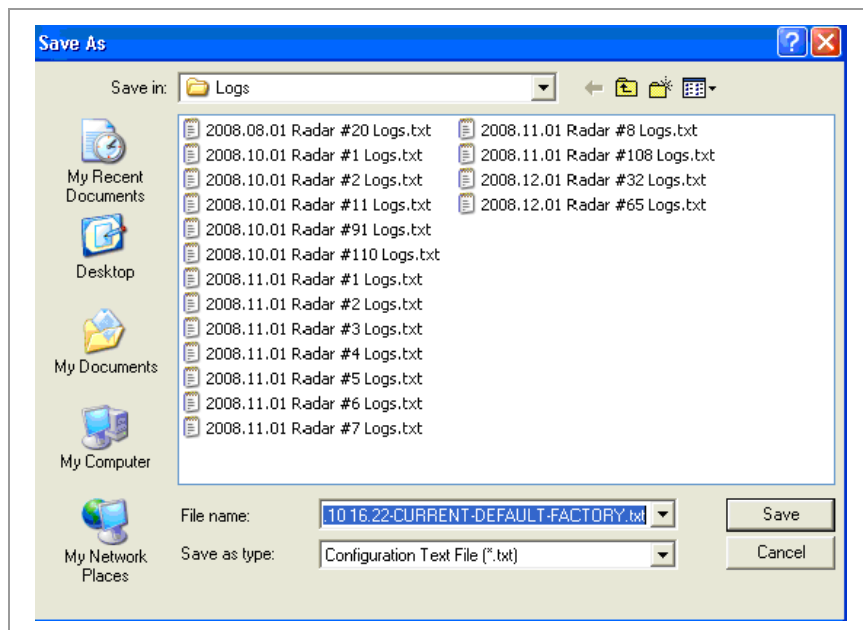 Save As
Save in:
Logs
My Recent
Documents
Desktop
My Documents
My Computer
My Network
Places
2008.08.01 Radar #20 Logs.txt
2008.10.01 Radar #1 Logs.txt
2008.10.01 Radar #2 Logs.txt
2008.10.01 Radar #11 Logs.txt
2008.10.01 Radar #91 Logs.txt
2008.10.01 Radar #110 Logs.txt
2008.11.01 Radar #1 Logs.txt
2008.11.01 Radar #2 Logs.txt
2008.11.01 Radar #3 Logs.txt
2008.11.01 Radar #4 Logs.txt
2008.11.01 Radar #5 Logs.txt
2008.11.01 Radar #6 Logs.txt
2008.11.01 Radar #7 Logs.txt
2008.11.01 Radar #8 Logs.txt
2008.11.01 Radar #108 Logs.txt
2008.12.01 Radar #32 Logs.txt
2008.12.01 Radar #65 Logs.txt
File name:
.10 16.22-CURRENT-DEFAULT-FACTORY.txt
Save
Save as type:
Configuration Text File (*.txt)
Cancel